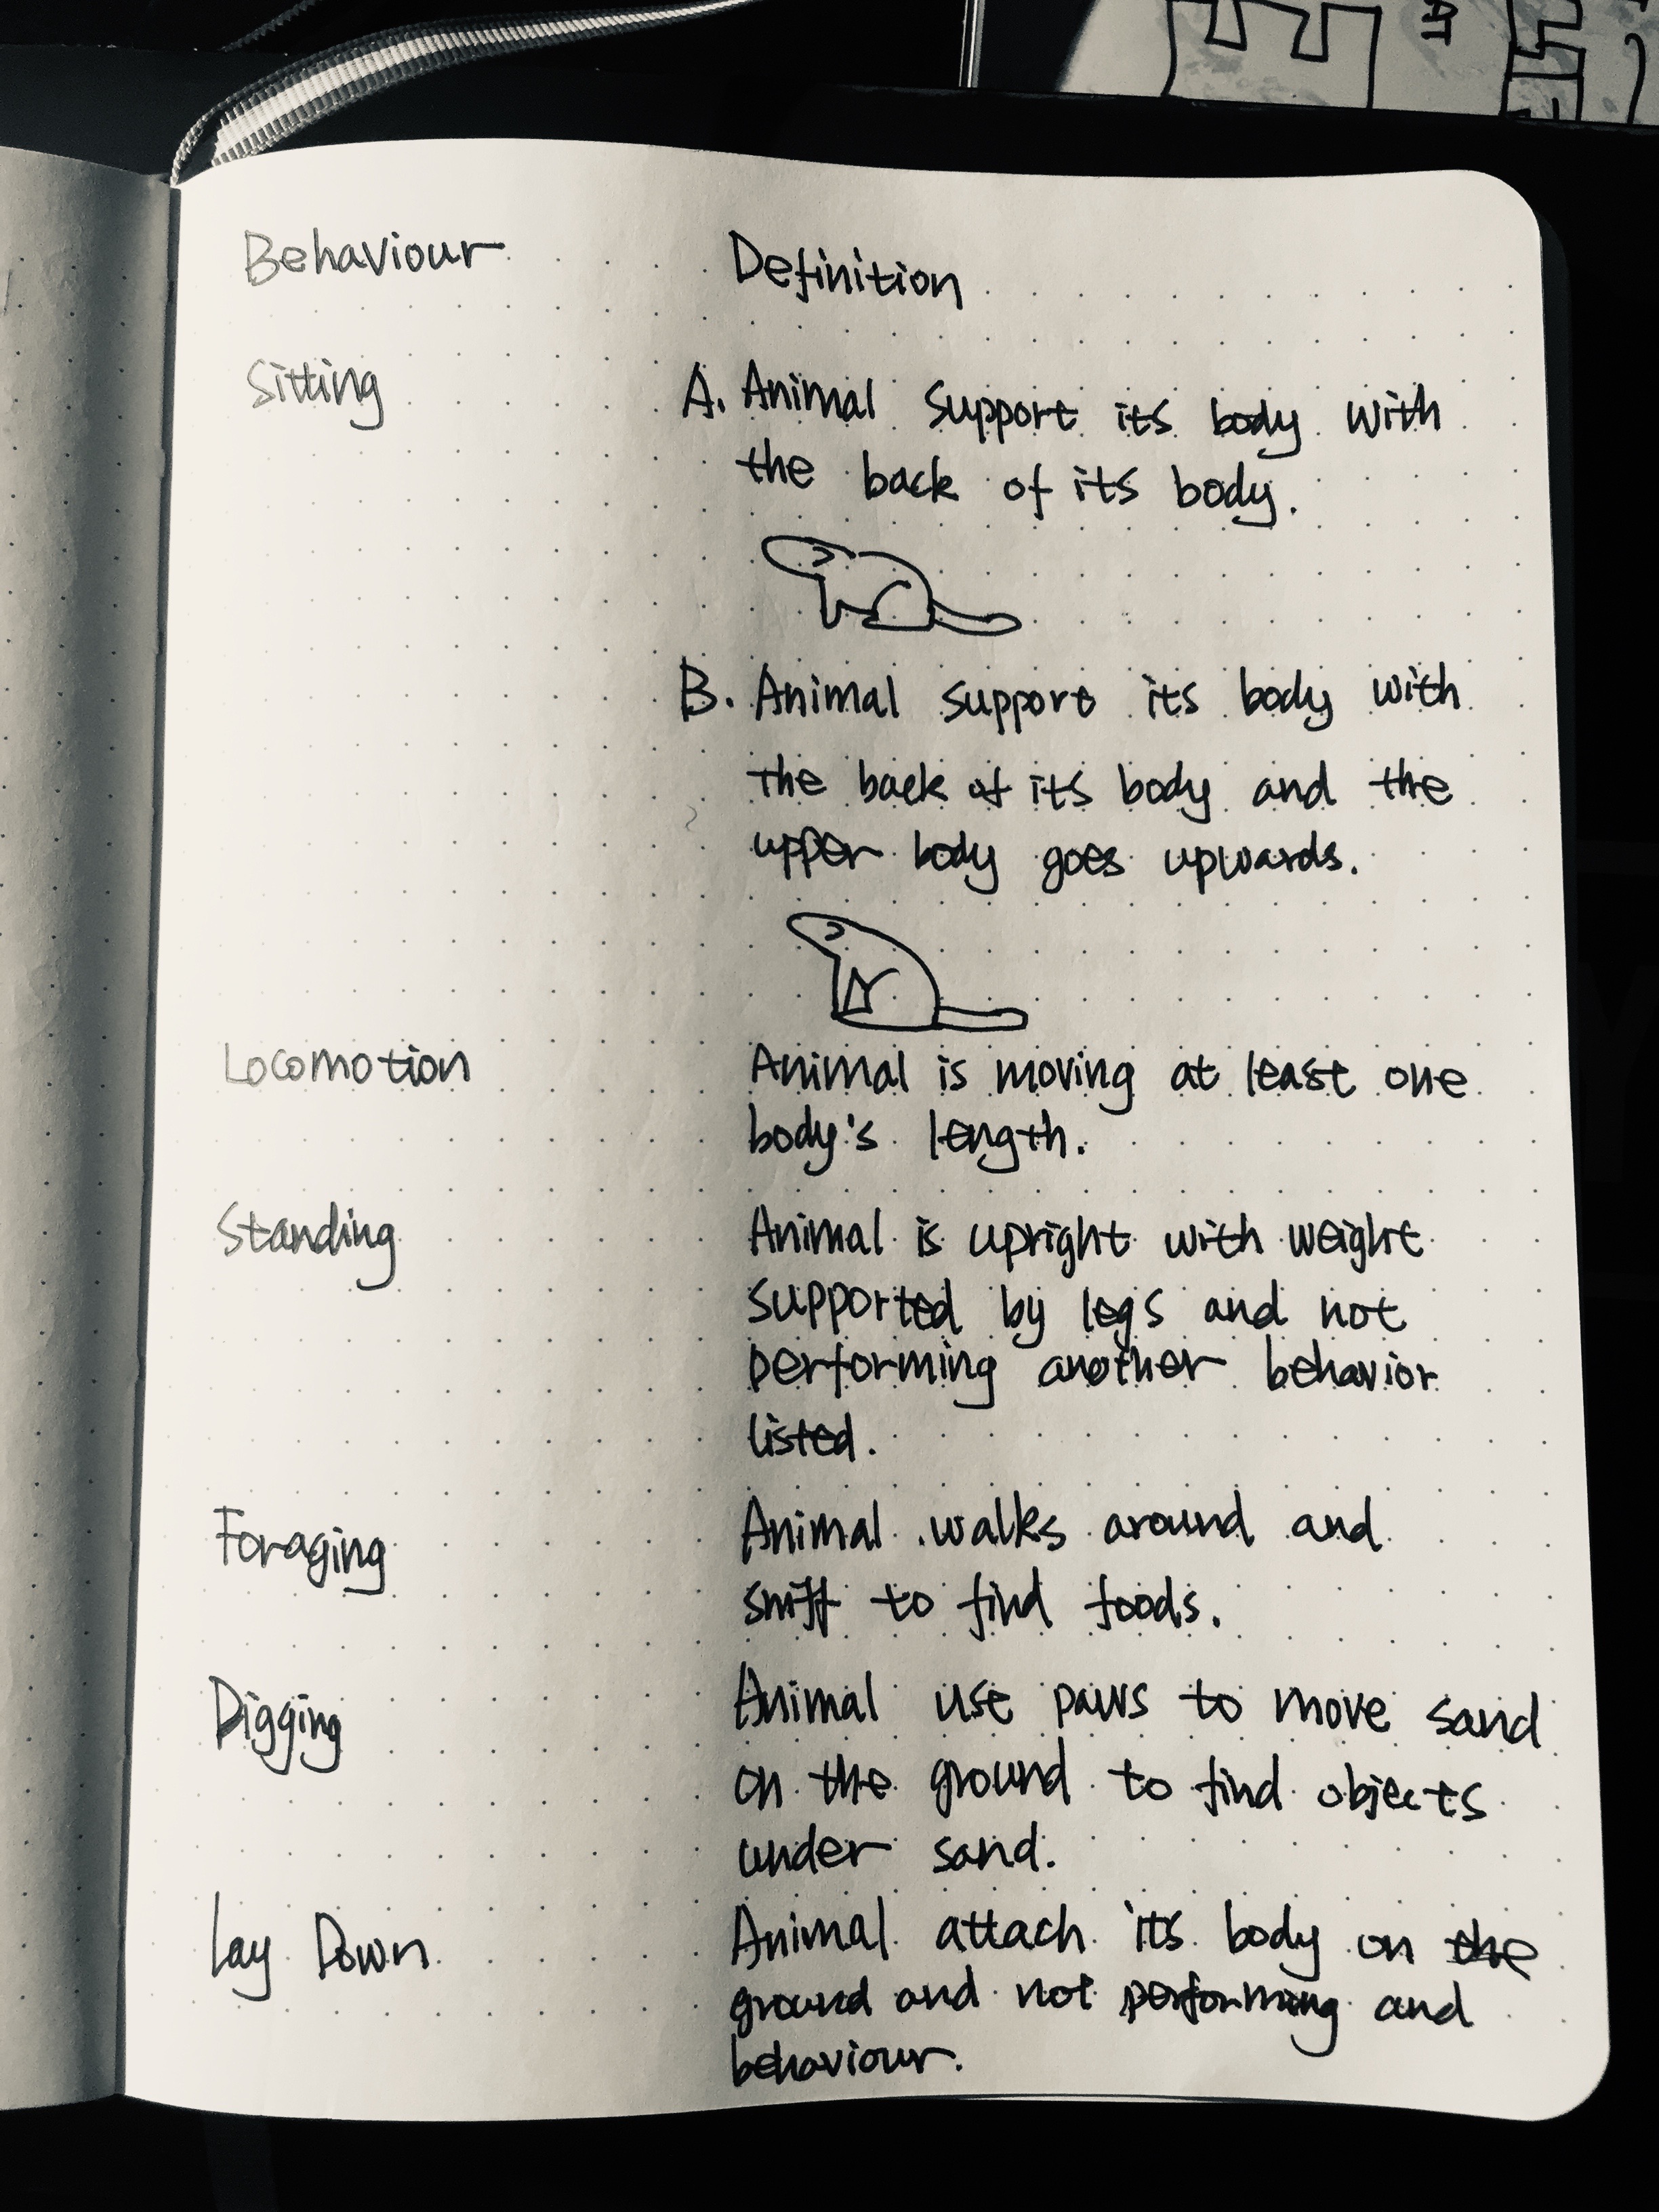 Behaviour Definition
Sitting A. Animal support its body with
the back of its body.
B. Animal support its body with
the back of its body and the
upper body goes upwards.
Locomotion Animal is moving at least one
body's length.
Standing Animal is upright with weight
supported by legs and not
performing another behavior
listed.
Foraging Animal walks around and
sniff to find foods.
Digging Animal use paws to move sand
on the ground to find objects
under sand.
Lay Down Animal attach its body on the
ground and not performing and
behaviour.